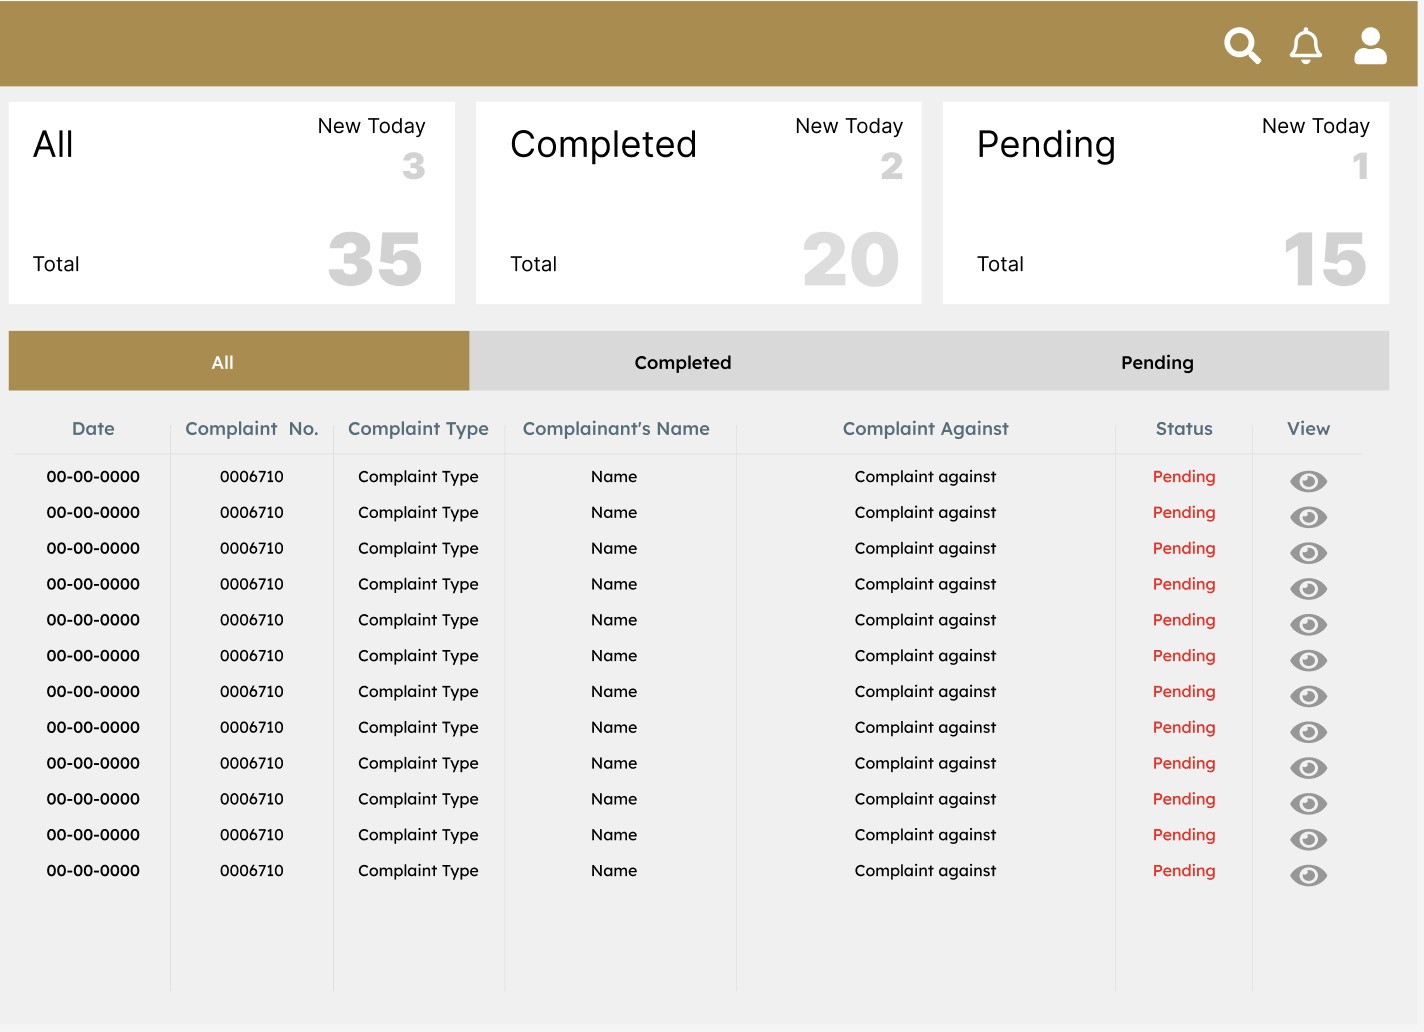 All New Today Completed New Today Pending New Today
3 2 1
Total 35 Total 20 Total 15
All Completed Pending
Date Complaint No. Complaint Type Complainant's Name Complaint Against Status View
00-00-0000 0006710 Complaint Type Name Complaint against Pending
00-00-0000 0006710 Complaint Type Name Complaint against Pending
00-00-0000 0006710 Complaint Type Name Complaint against Pending
00-00-0000 0006710 Complaint Type Name Complaint against Pending
00-00-0000 0006710 Complaint Type Name Complaint against Pending
00-00-0000 0006710 Complaint Type Name Complaint against Pending
00-00-0000 0006710 Complaint Type Name Complaint against Pending
00-00-0000 0006710 Complaint Type Name Complaint against Pending
00-00-0000 0006710 Complaint Type Name Complaint against Pending
00-00-0000 0006710 Complaint Type Name Complaint against Pending
00-00-0000 0006710 Complaint Type Name Complaint against Pending
00-00-0000 0006710 Complaint Type Name Complaint against Pending